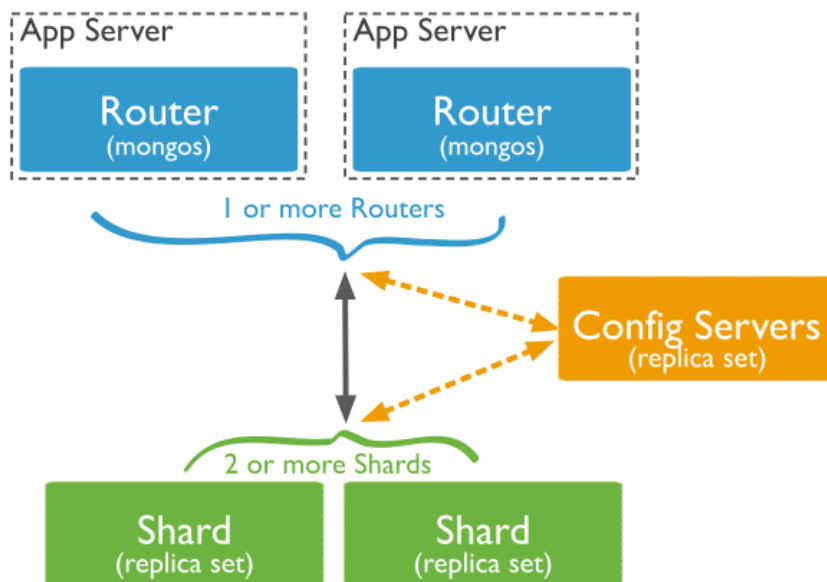 App Server
App Server
Router
(mongos)
Router
(mongos)
1 or more Routers
Config Servers
(replica set)
2 or more Shards
Shard
(replica set)
Shard
(replica set)